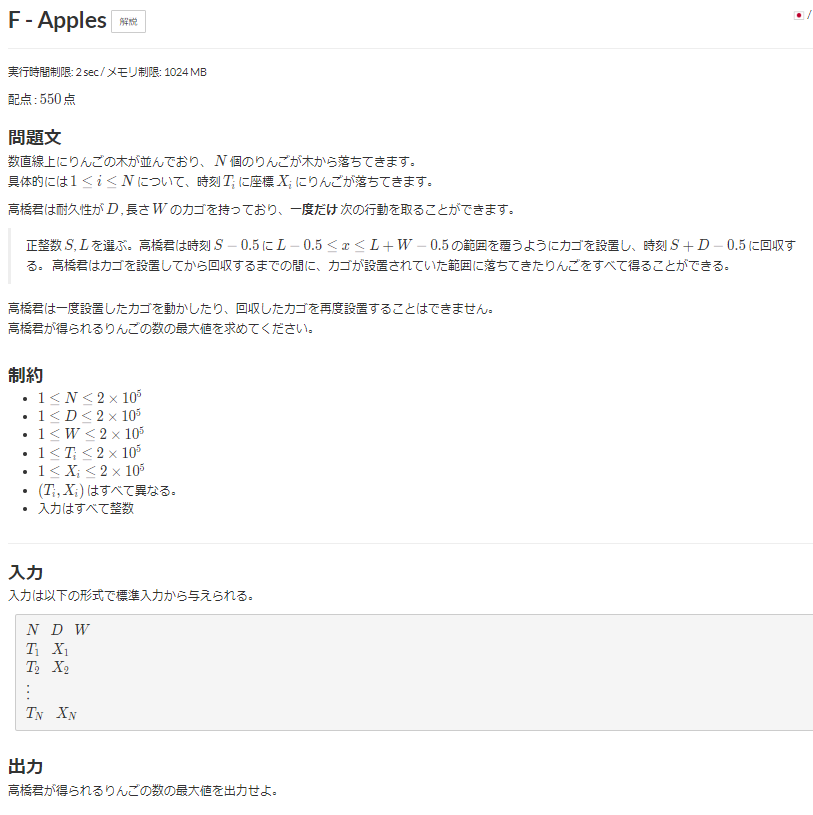 F - Apples 解説
/
実行時間制限: 2 sec / メモリ制限: 1024 MB
配点 : 550 点
問題文
数直線上にりんごの木が並んでおり、 N 個のりんごが木から落ちてきます。
具体的には 1 ≤ i ≤ N について、時刻 T_i に座標 X_i にりんごが落ちてきます。
高橋君は耐久性が D , 長さ W のカゴを持っており、一度だけ 次の行動を取ることができます。
正整数 S, L を選ぶ。高橋君は時刻 S − 0.5 に L − 0.5 ≤ x ≤ L + W − 0.5 の範囲を覆うようにカゴを設置し、時刻 S + D − 0.5 に回収す
る。 高橋君はカゴを設置してから回収するまでの間に、カゴが設置されていた範囲に落ちてきたりんごをすべて得ることができる。
高橋君は一度設置したカゴを動かしたり、回収したカゴを再度設置することはできません。
高橋君が得られるりんごの数の最大値を求めてください。
制約
• 1 ≤ N ≤ 2 × 10^5
• 1 ≤ D ≤ 2 × 10^5
• 1 ≤ W ≤ 2 × 10^5
• 1 ≤ T_i ≤ 2 × 10^5
• 1 ≤ X_i ≤ 2 × 10^5
• (T_i, X_i) はすべて異なる。
• 入力はすべて整数
入力
入力は以下の形式で標準入力から与えられる。
N D W
T_1 X_1
T_2 X_2
⋮
T_N X_N
出力
高橋君が得られるりんごの数の最大値を出力せよ。